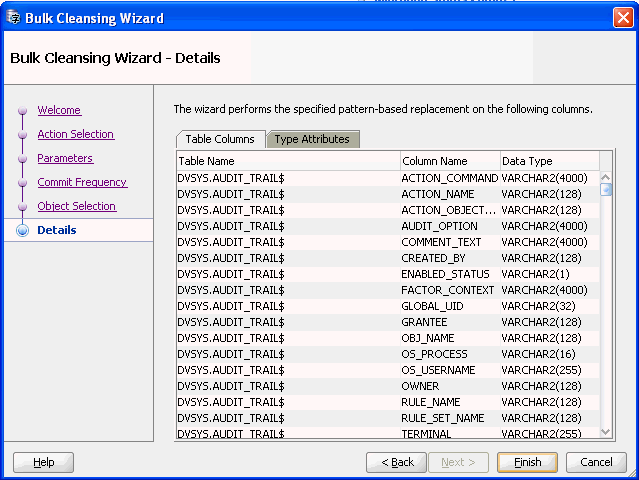 Bulk Cleansing Wizard
Bulk Cleansing Wizard - Details
Welcome
Action Selection
Parameters
Commit Frequency
Object Selection
Details
The wizard performs the specified pattern-based replacement on the following columns.
Table Columns Type Attributes
Table Name Column Name Data Type
DVSYS.AUDIT_TRAIL$ ACTION_COMMAND VARCHAR2(4000)
DVSYS.AUDIT_TRAIL$ ACTION_NAME VARCHAR2(128)
DVSYS.AUDIT_TRAIL$ ACTION_OBJECT... VARCHAR2(128)
DVSYS.AUDIT_TRAIL$ AUDIT_OPTION VARCHAR2(4000)
DVSYS.AUDIT_TRAIL$ COMMENT_TEXT VARCHAR2(4000)
DVSYS.AUDIT_TRAIL$ CREATED_BY VARCHAR2(128)
DVSYS.AUDIT_TRAIL$ ENABLED_STATUS VARCHAR2(1)
DVSYS.AUDIT_TRAIL$ FACTOR_CONTEXT VARCHAR2(4000)
DVSYS.AUDIT_TRAIL$ GLOBAL_UID VARCHAR2(32)
DVSYS.AUDIT_TRAIL$ GRANTEE VARCHAR2(128)
DVSYS.AUDIT_TRAIL$ OBJ_NAME VARCHAR2(128)
DVSYS.AUDIT_TRAIL$ OS_PROCESS VARCHAR2(16)
DVSYS.AUDIT_TRAIL$ OS_USERNAME VARCHAR2(255)
DVSYS.AUDIT_TRAIL$ OWNER VARCHAR2(128)
DVSYS.AUDIT_TRAIL$ RULE_NAME VARCHAR2(128)
DVSYS.AUDIT_TRAIL$ RULE_SET_NAME VARCHAR2(128)
DVSYS.AUDIT_TRAIL$ TERMINAL VARCHAR2(255)
Help < Back Next > Finish Cancel